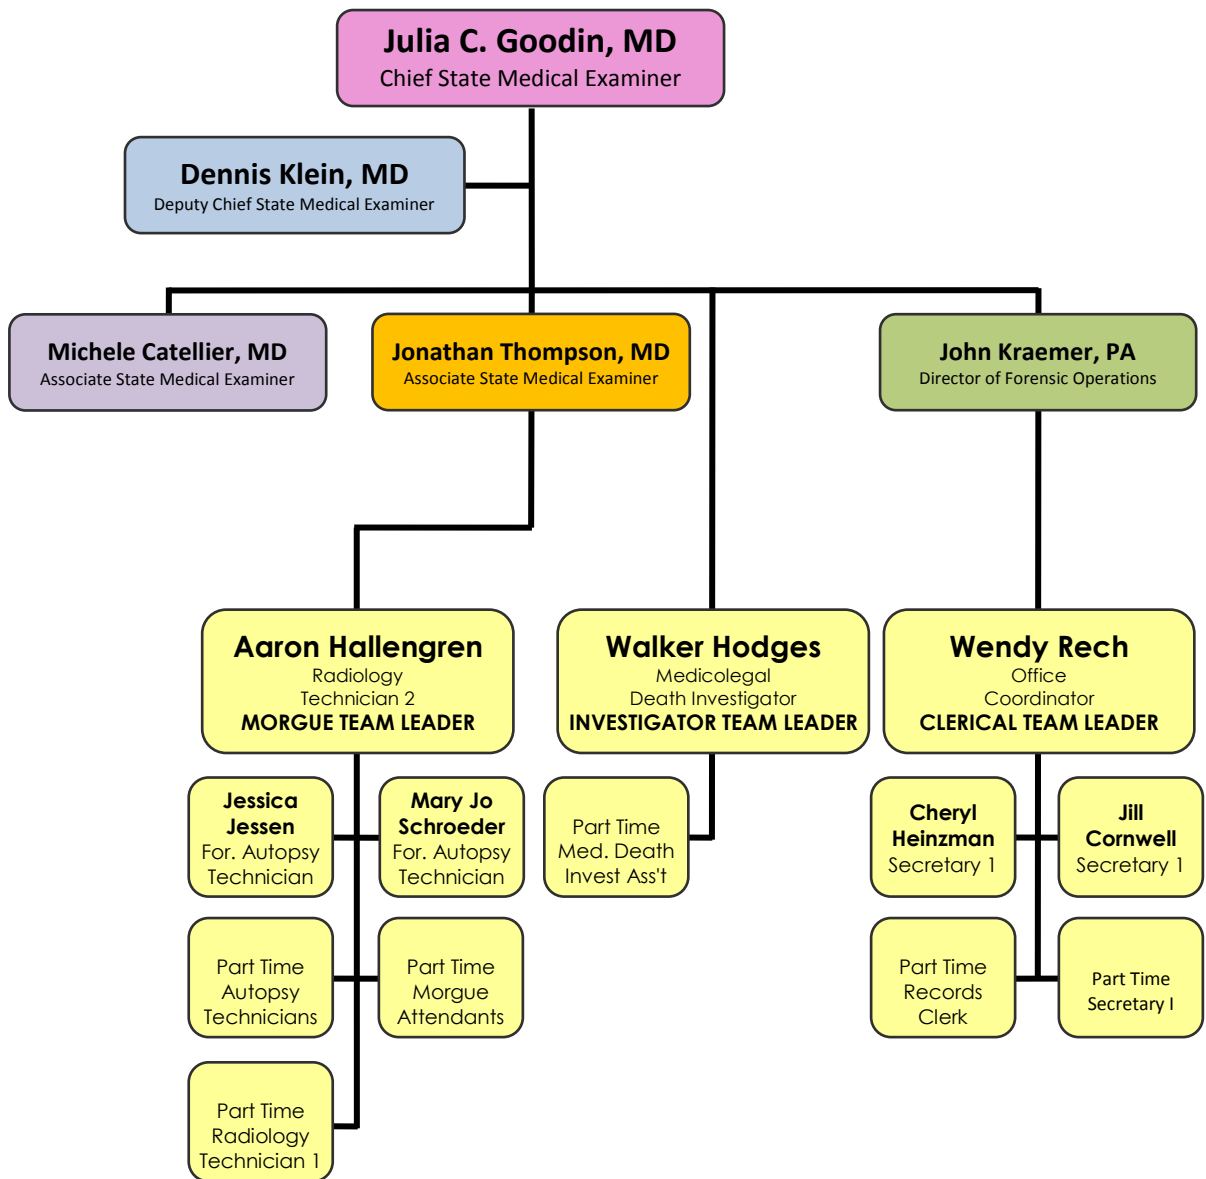 Julia C. Goodin, MD
Chief State Medical Examiner
Dennis Klein, MD
Deputy Chief State Medical Examiner
Michele Catellier, MD
Associate State Medical Examiner
Jonathan Thompson, MD
Associate State Medical Examiner
John Kraemer, PA
Director of Forensic Operations
Aaron Hallengren
Radiology
Technician 2
MORGUE TEAM LEADER
Walker Hodges
Medicolegal
Death Investigator
INVESTIGATOR TEAM LEADER
Wendy Rech
Office
Coordinator
CLERICAL TEAM LEADER
Jessica
Jessen
For. Autopsy
Technician
Mary Jo
Schroeder
For. Autopsy
Technician
Part Time
Med. Death
Invest Ass't
Cheryl
Heinzman
Secretary 1
Jill
Cornwell
Secretary 1
Part Time
Autopsy
Technicians
Part Time
Morgue
Attendants
Part Time
Records
Clerk
Part Time
Secretary I
Part Time
Radiology
Technician 1